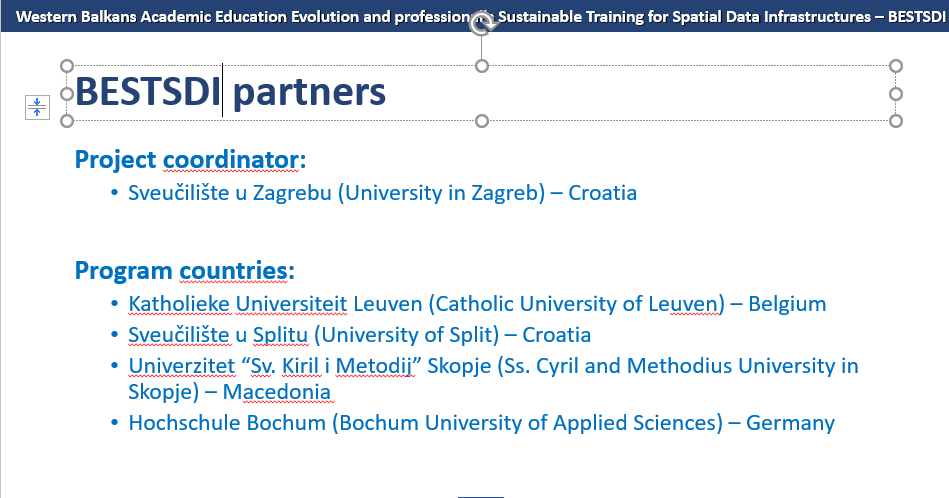 Western Balkans Academic Education Evolution and professional's Sustainable Training for Spatial Data Infrastructures – BESTSDI
BESTSDI partners
Project coordinator:
• Sveučilište u Zagrebu (University in Zagreb) – Croatia
Program countries:
• Katholieke Universiteit Leuven (Catholic University of Leuven) – Belgium
• Sveučilište u Splitu (University of Split) – Croatia
• Univerzitet “Sv. Kiril i Metodij” Skopje (Ss. Cyril and Methodius University in
Skopje) – Macedonia
• Hochschule Bochum (Bochum University of Applied Sciences) – Germany